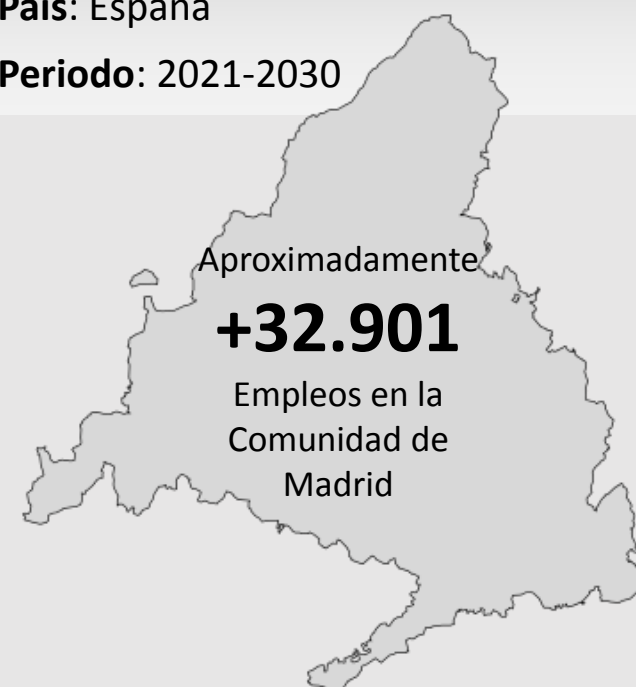 País: España
Periodo: 2021-2030
Aproximadamente
+32.901
Empleos en la
Comunidad de
Madrid